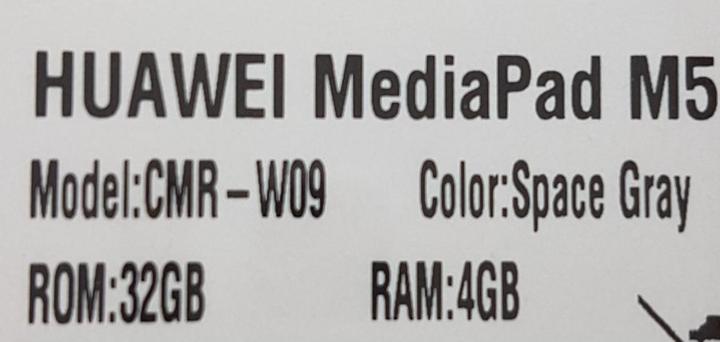 HUAWEI MediaPad M5
Model:CMR-W09 Color:Space Gray
ROM:32GB RAM:4GB